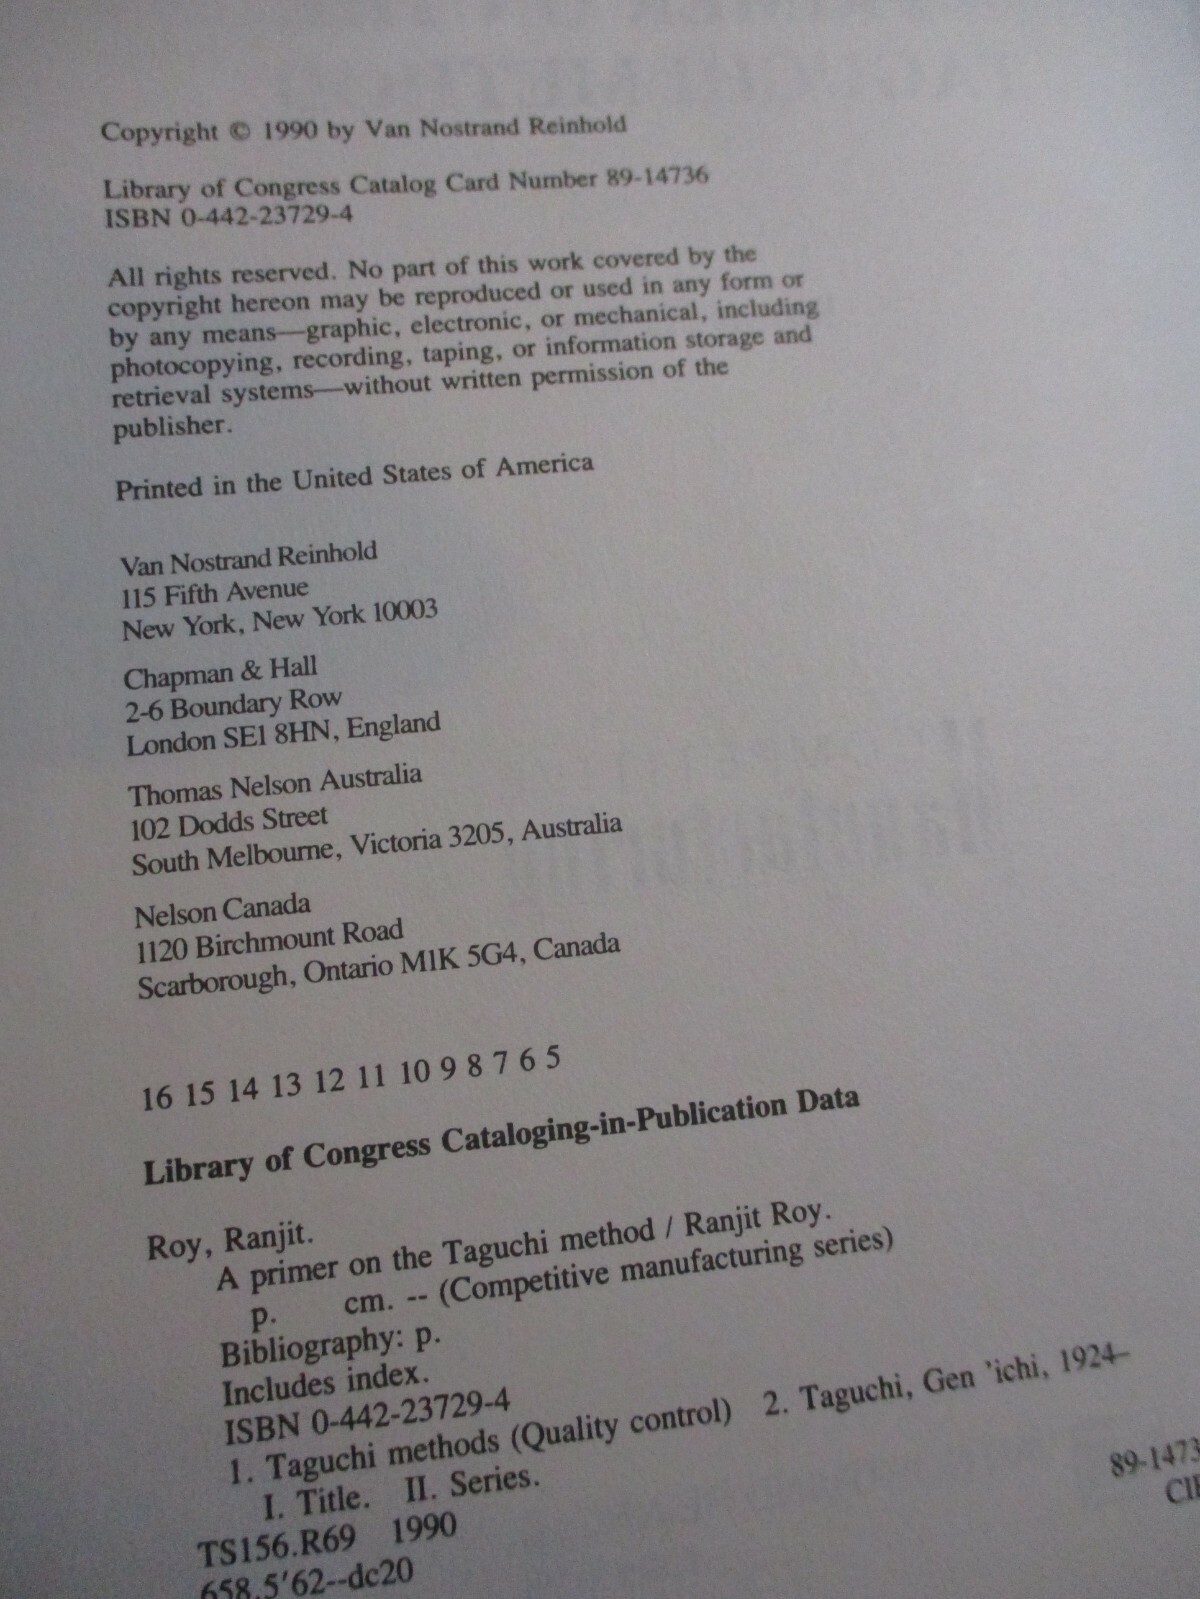 Copyright © 1990 by Van Nostrand Reinhold
Library of Congress Catalog Card Number 89-14736
ISBN 0-442-23729-4
All rights reserved. No part of this work covered by the
copyright hereon may be reproduced or used in any form or
by any means—graphic, electronic, or mechanical, including
photocopying, recording, taping, or information storage and
retrieval systems—without written permission of the
publisher.
Printed in the United States of America
Van Nostrand Reinhold
115 Fifth Avenue
New York, New York 10003
Chapman & Hall
2-6 Boundary Row
London SE1 8HN, England
Thomas Nelson Australia
102 Dodds Street
South Melbourne, Victoria 3205, Australia
Nelson Canada
1120 Birchmount Road
Scarborough, Ontario M1K 5G4, Canada
16 15 14 13 12 11 10 9 8 7 6 5
Library of Congress Cataloging-in-Publication Data
Roy, Ranjit.
A primer on the Taguchi method / Ranjit Roy.
p. cm. -- (Competitive manufacturing series)
Bibliography: p.
Includes index.
ISBN 0-442-23729-4
1. Taguchi methods (Quality control) 2. Taguchi, Gen 'ichi, 1924–
I. Title. II. Series.
TS156.R69 1990
658.5'62--dc20
89-1473
CI